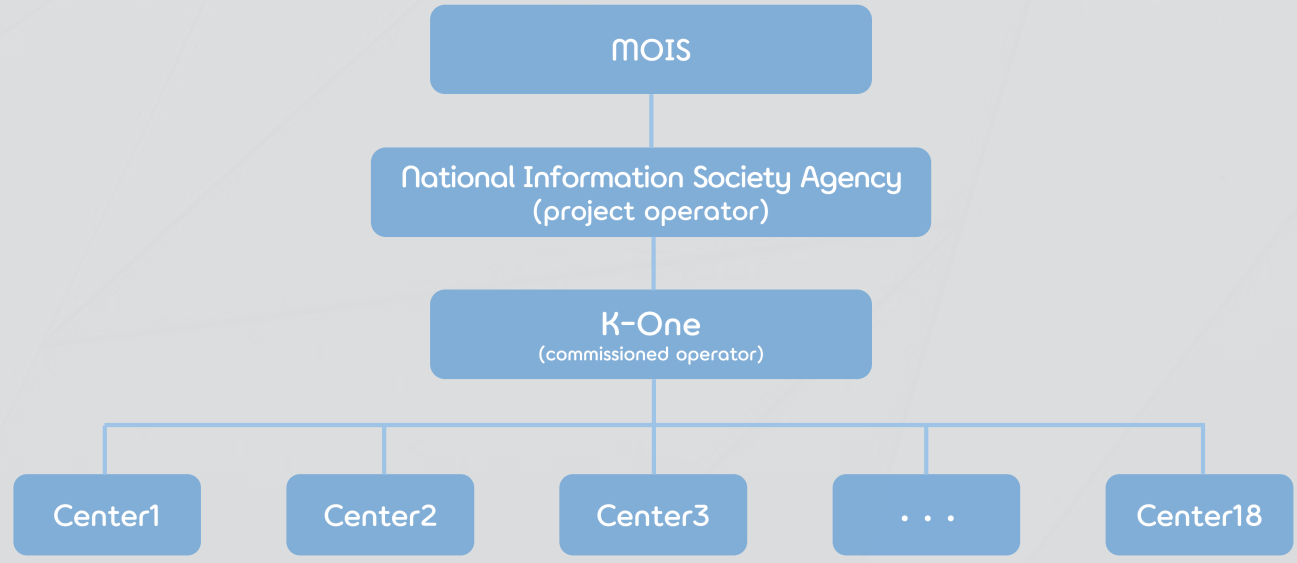 MOIS
National Information Society Agency
(project operator)
K-One
(commissioned operator)
Center1
Center2
Center3
. . .
Center18